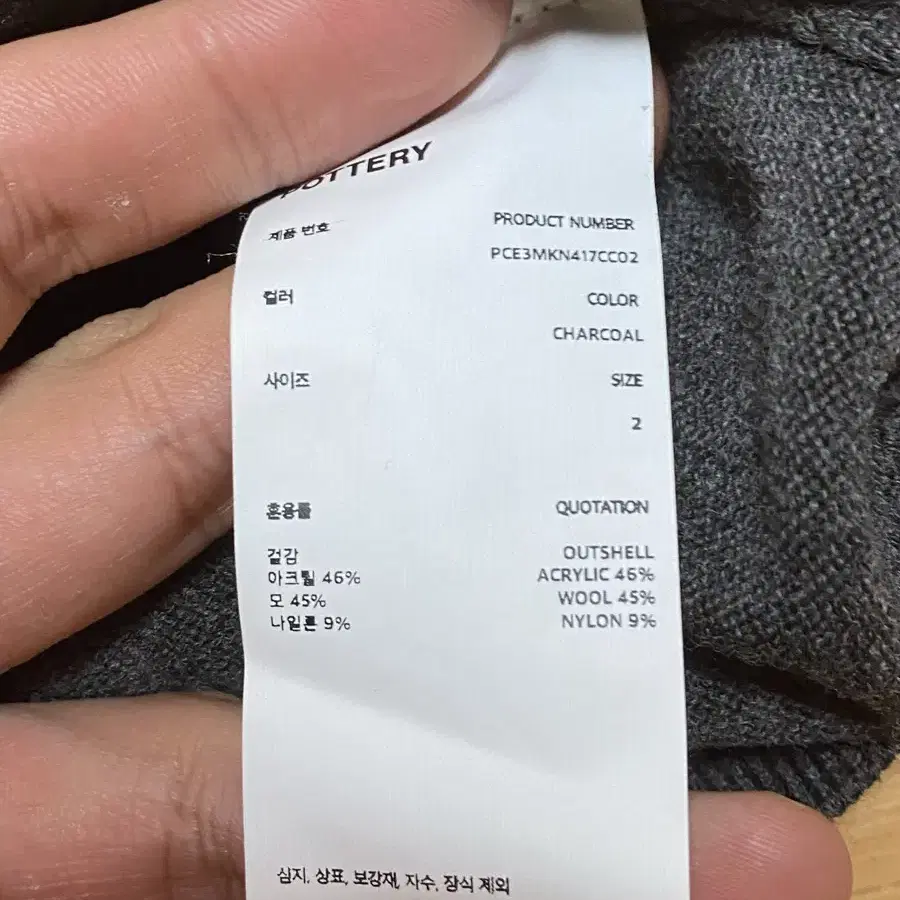 POTTERY
제품 번호 PRODUCT NUMBER
PCE3MKN417CC02
컬러 COLOR
CHARCOAL
사이즈 SIZE
2
혼용률 QUOTATION
겉감 OUTSHELL
아크릴 46% ACRYLIC 46%
모 45% WOOL 45%
나일론 9% NYLON 9%
심지, 상표, 보강재, 자수, 장식 제외